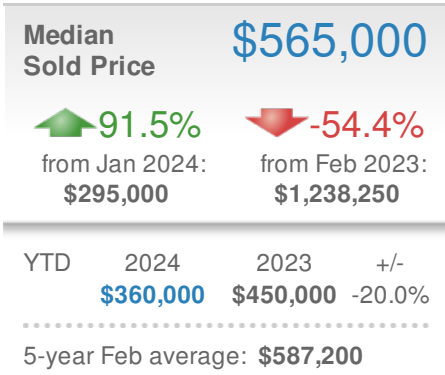 Median
Sold Price
$565,000
91.5%
from Jan 2024:
$295,000
-54.4%
from Feb 2023:
$1,238,250
YTD 2024 2023 +/-
$360,000 $450,000 -20.0%
5-year Feb average: $587,200